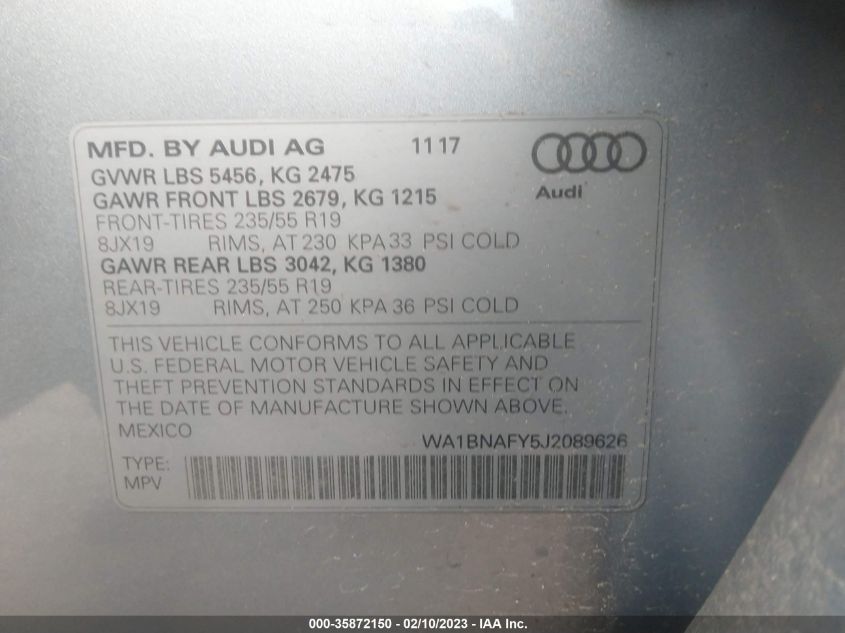 MFD. BY AUDI AG 11 17
GVWR LBS 5456, KG 2475
GAWR FRONT LBS 2679, KG 1215
Audi
FRONT-TIRES 235/55 R19
8JX19 RIMS, AT 230 KPA 33 PSI COLD
GAWR REAR LBS 3042, KG 1380
REAR-TIRES 235/55 R19
8JX19 RIMS, AT 250 KPA 36 PSI COLD
THIS VEHICLE CONFORMS TO ALL APPLICABLE
U.S. FEDERAL MOTOR VEHICLE SAFETY AND
THEFT PREVENTION STANDARDS IN EFFECT ON
THE DATE OF MANUFACTURE SHOWN ABOVE.
MEXICO
WA1BNAFY5J2089626
TYPE:
MPV
000-35872150 - 02/10/2023 - © IAA Inc.